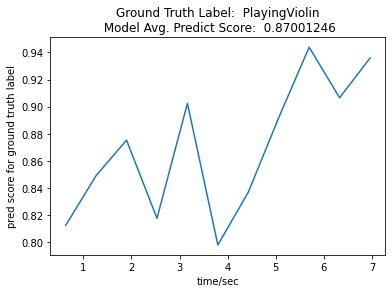 Ground Truth Label:  PlayingViolin
Model Avg. Predict Score:  0.87001246
pred score for ground truth label
0.94
0.92
0.90
0.88
0.86
0.84
0.82
0.80
1 2 3 4 5 6 7
time/sec